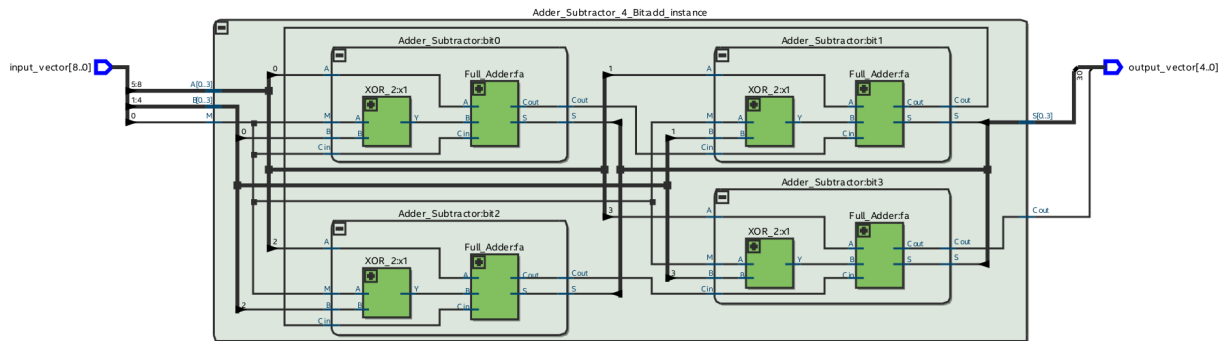 Adder_Subtractor_4_Bit:add_instance
input_vector[8..0]
5:8
A[0..3]
1:4
B[0..3]
0
M
Adder_Subtractor:bit0
0
A
Full_Adder:fa
XOR_2:x1
A
Cout
Cout
M
A
Y
B
S
S
0
B
B
Cin
Cin
Adder_Subtractor:bit1
1
A
Full_Adder:fa
XOR_2:x1
A
Cout
Cout
M
A
Y
B
S
S
1
B
B
Cin
Cin
30
output_vector[4..0]
S[0..3]
Adder_Subtractor:bit2
2
A
Full_Adder:fa
XOR_2:x1
A
Cout
Cout
M
A
Y
B
S
S
2
B
B
Cin
Cin
Adder_Subtractor:bit3
3
A
Full_Adder:fa
XOR_2:x1
A
Cout
Cout
M
A
Y
B
S
S
3
B
B
Cin
Cin
Cout